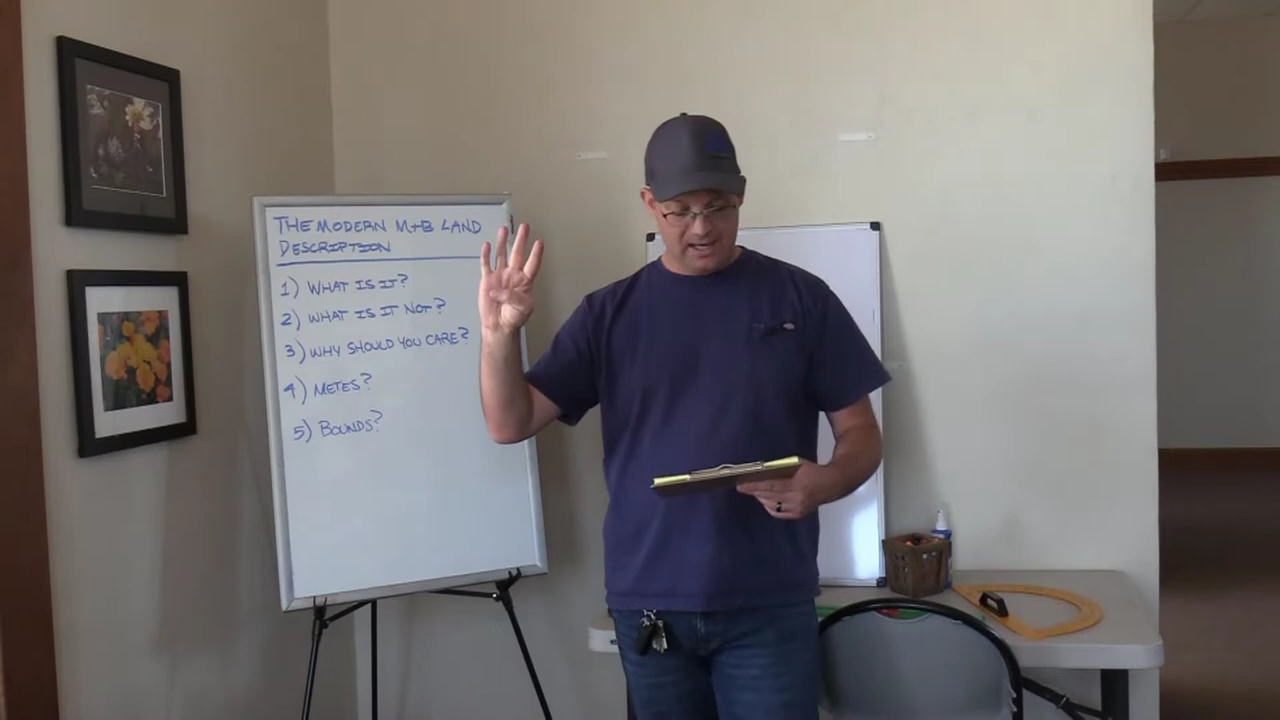 THE MODERN M+B LAND
DESCRIPTION
1) WHAT IS IT?
2) WHAT IS IT NOT?
3) WHY SHOULD YOU CARE?
4) METES?
5) BOUNDS?